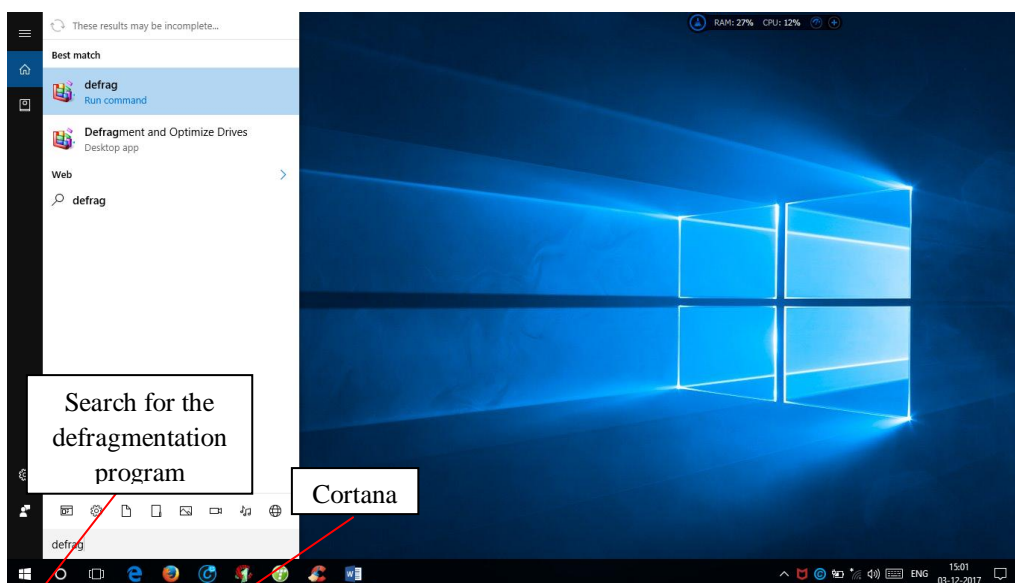 These results may be incomplete...
RAM: 27% CPU: 12%
Best match
defrag
Run command
Defragment and Optimize Drives
Desktop app
Web
defrag
Search for the
defragmentation
program
Cortana
defrag
ENG
15:01
03-12-2017